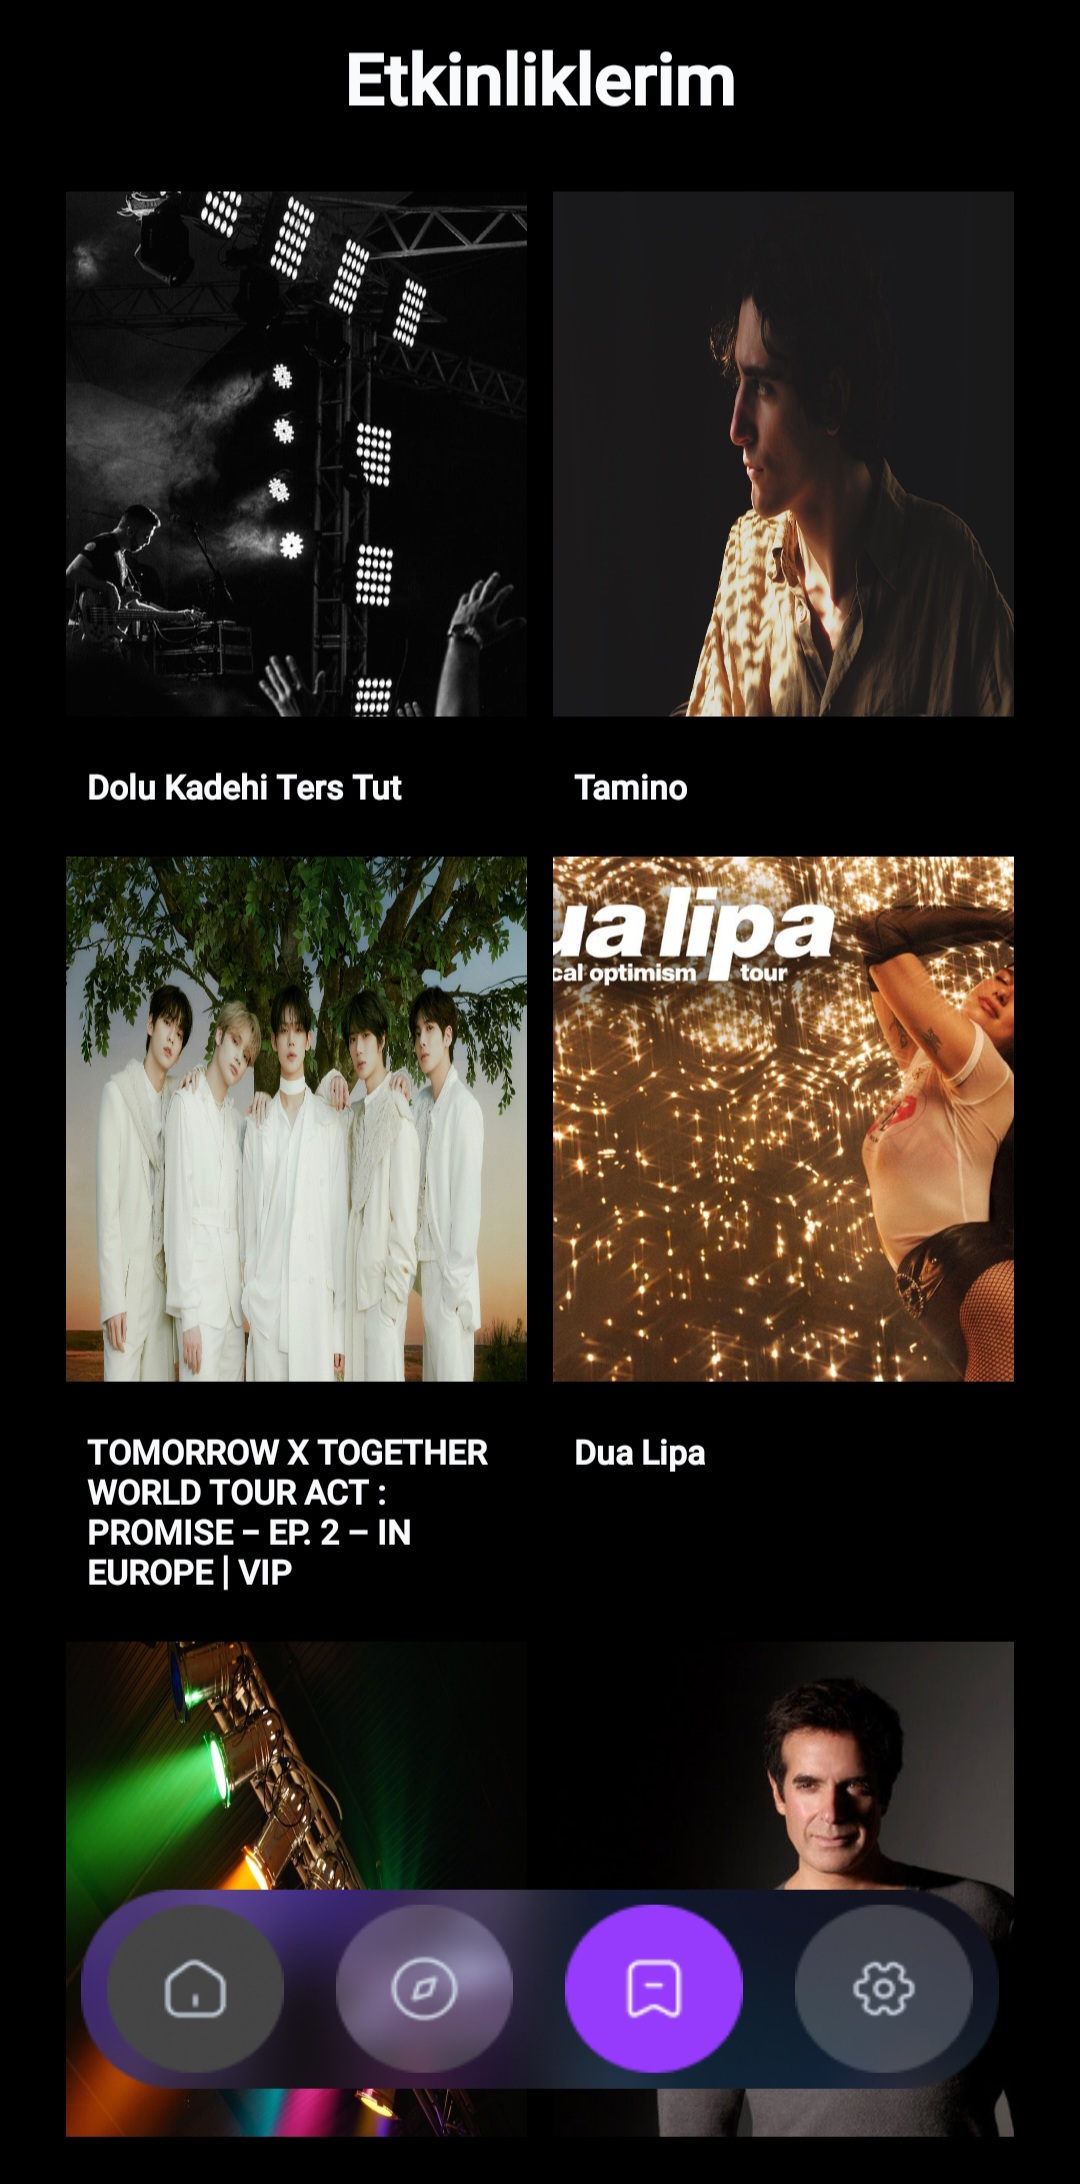 Etkinliklerim
Dolu Kadehi Ters Tut
Tamino
ua lipa
cal optimism tour
TOMORROW X TOGETHER
WORLD TOUR ACT :
PROMISE – EP. 2 – IN
EUROPE | VIP
Dua Lipa